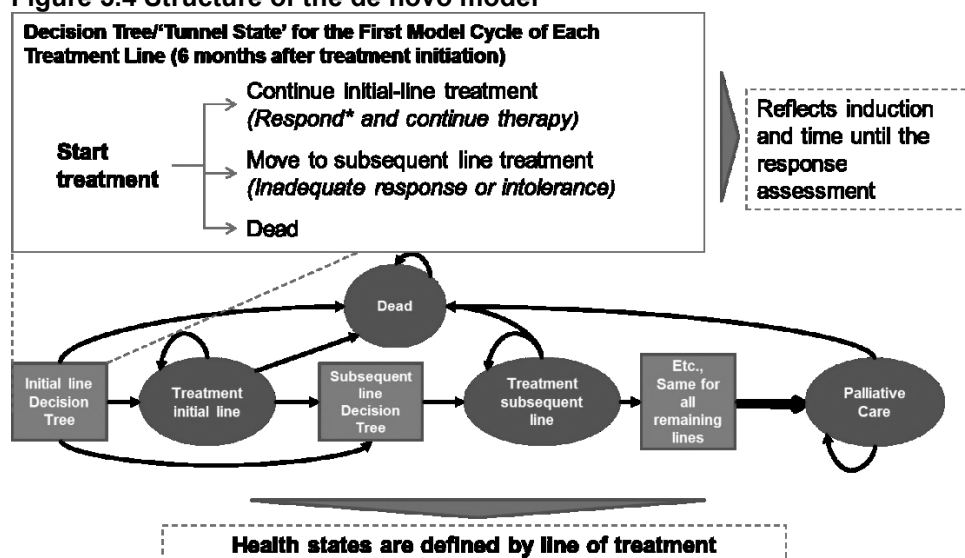 Figure 5.4 Structure of the de novo model
Decision Tree/‘Tunnel State’ for the First Model Cycle of Each
Treatment Line (6 months after treatment initiation)
Start
treatment
Continue initial-line treatment
(Respond* and continue therapy)
Move to subsequent line treatment
(Inadequate response or intolerance)
Dead
Reflects induction
and time until the
response
assessment
Dead
Initial line
Decision
Tree
Treatment
initial line
Subsequent
line
Decision
Tree
Treatment
subsequent
line
Etc.,
Same for
all
remaining
lines
Palliative
Care
Health states are defined by line of treatment